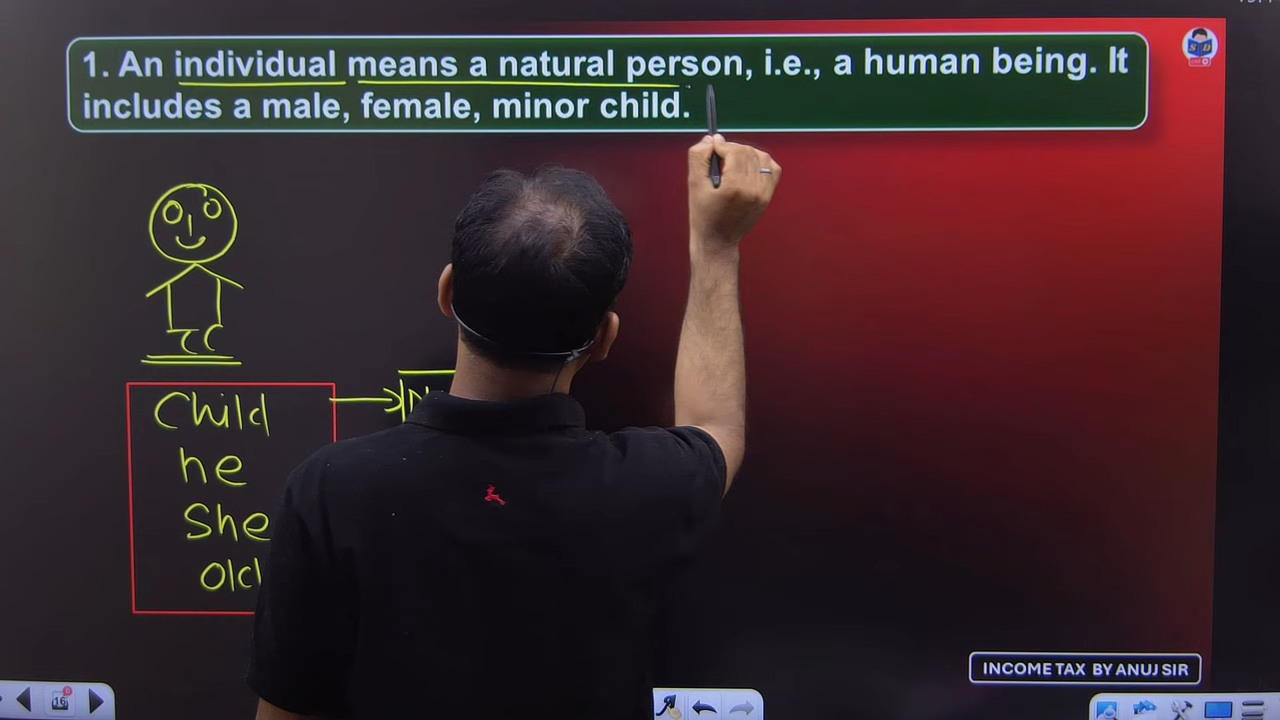 1. An individual means a natural person, i.e., a human being. It
includes a male, female, minor child.
Child
he
She
INCOME TAX BY ANUJ SIR
16